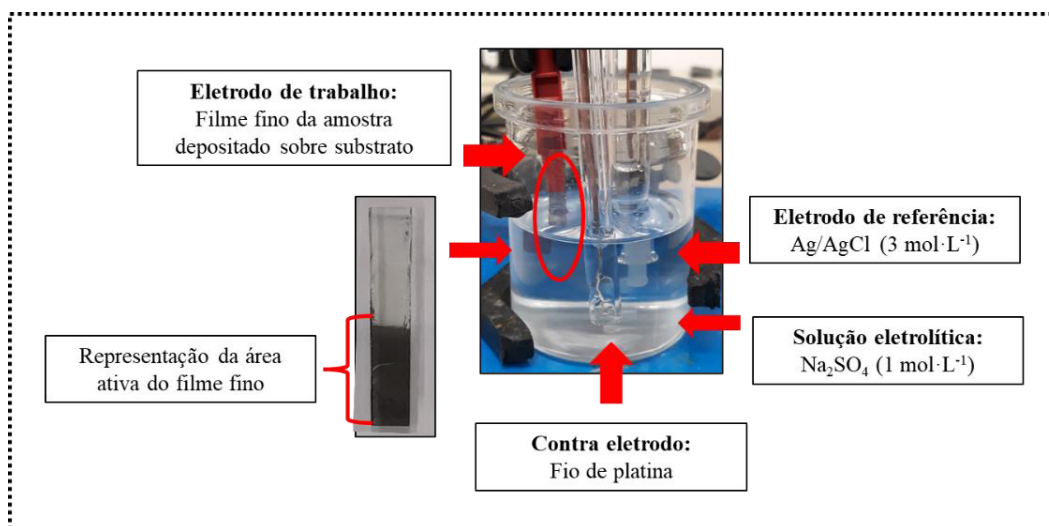 Eletrodo de trabalho:
Filme fino da amostra
depositado sobre substrato
Eletrodo de referência:
Ag/AgCl (3 mol·L⁻¹)
Representação da área
ativa do filme fino
Solução eletrolítica:
Na₂SO₄ (1 mol·L⁻¹)
Contra eletrodo:
Fio de platina